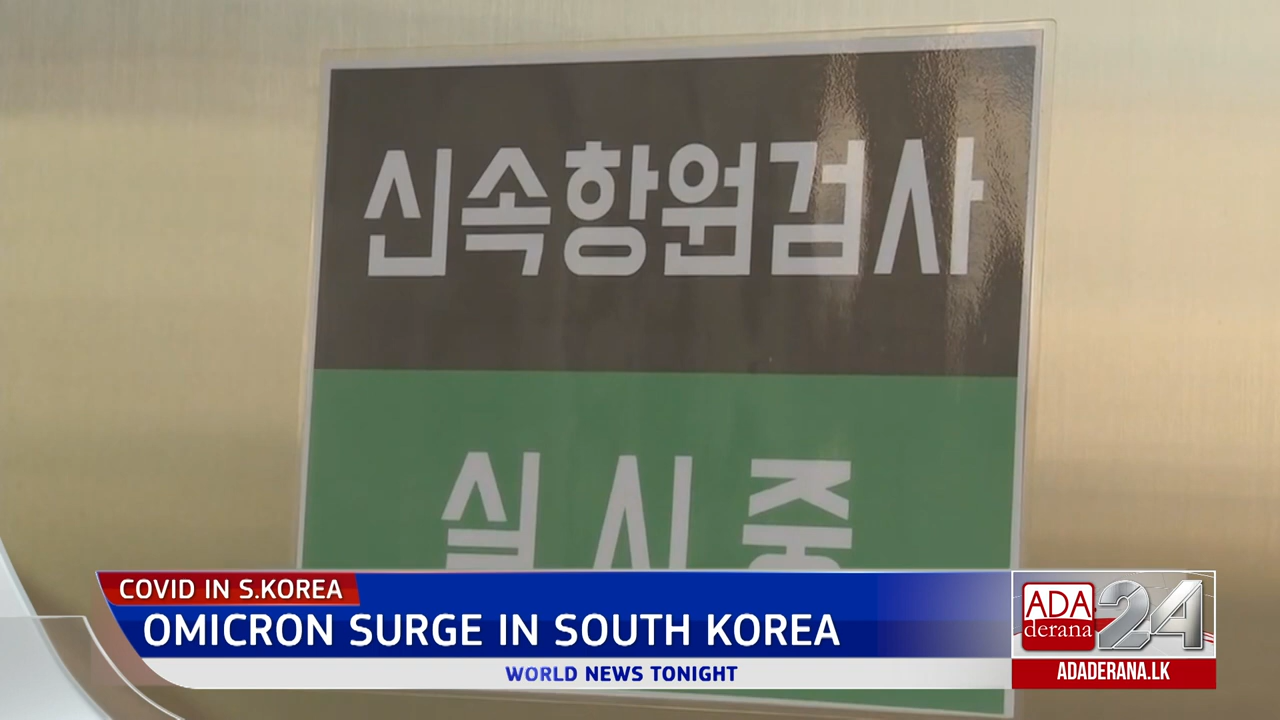 신속항원검사
실시중
COVID IN S.KOREA
OMICRON SURGE IN SOUTH KOREA
WORLD NEWS TONIGHT
ADA
derana
24
ADADERANA.LK